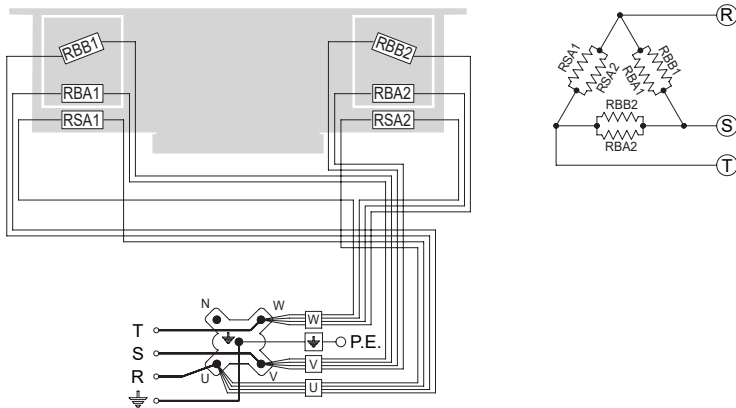 RBB1
RBB2
RBA1
RBA2
RSA1
RSA2
R
RSA1
RSA2
RBB1
RBA1
RBB2
RBA2
S
T
N
W
W
T
P.E.
S
R
U
V
V
U